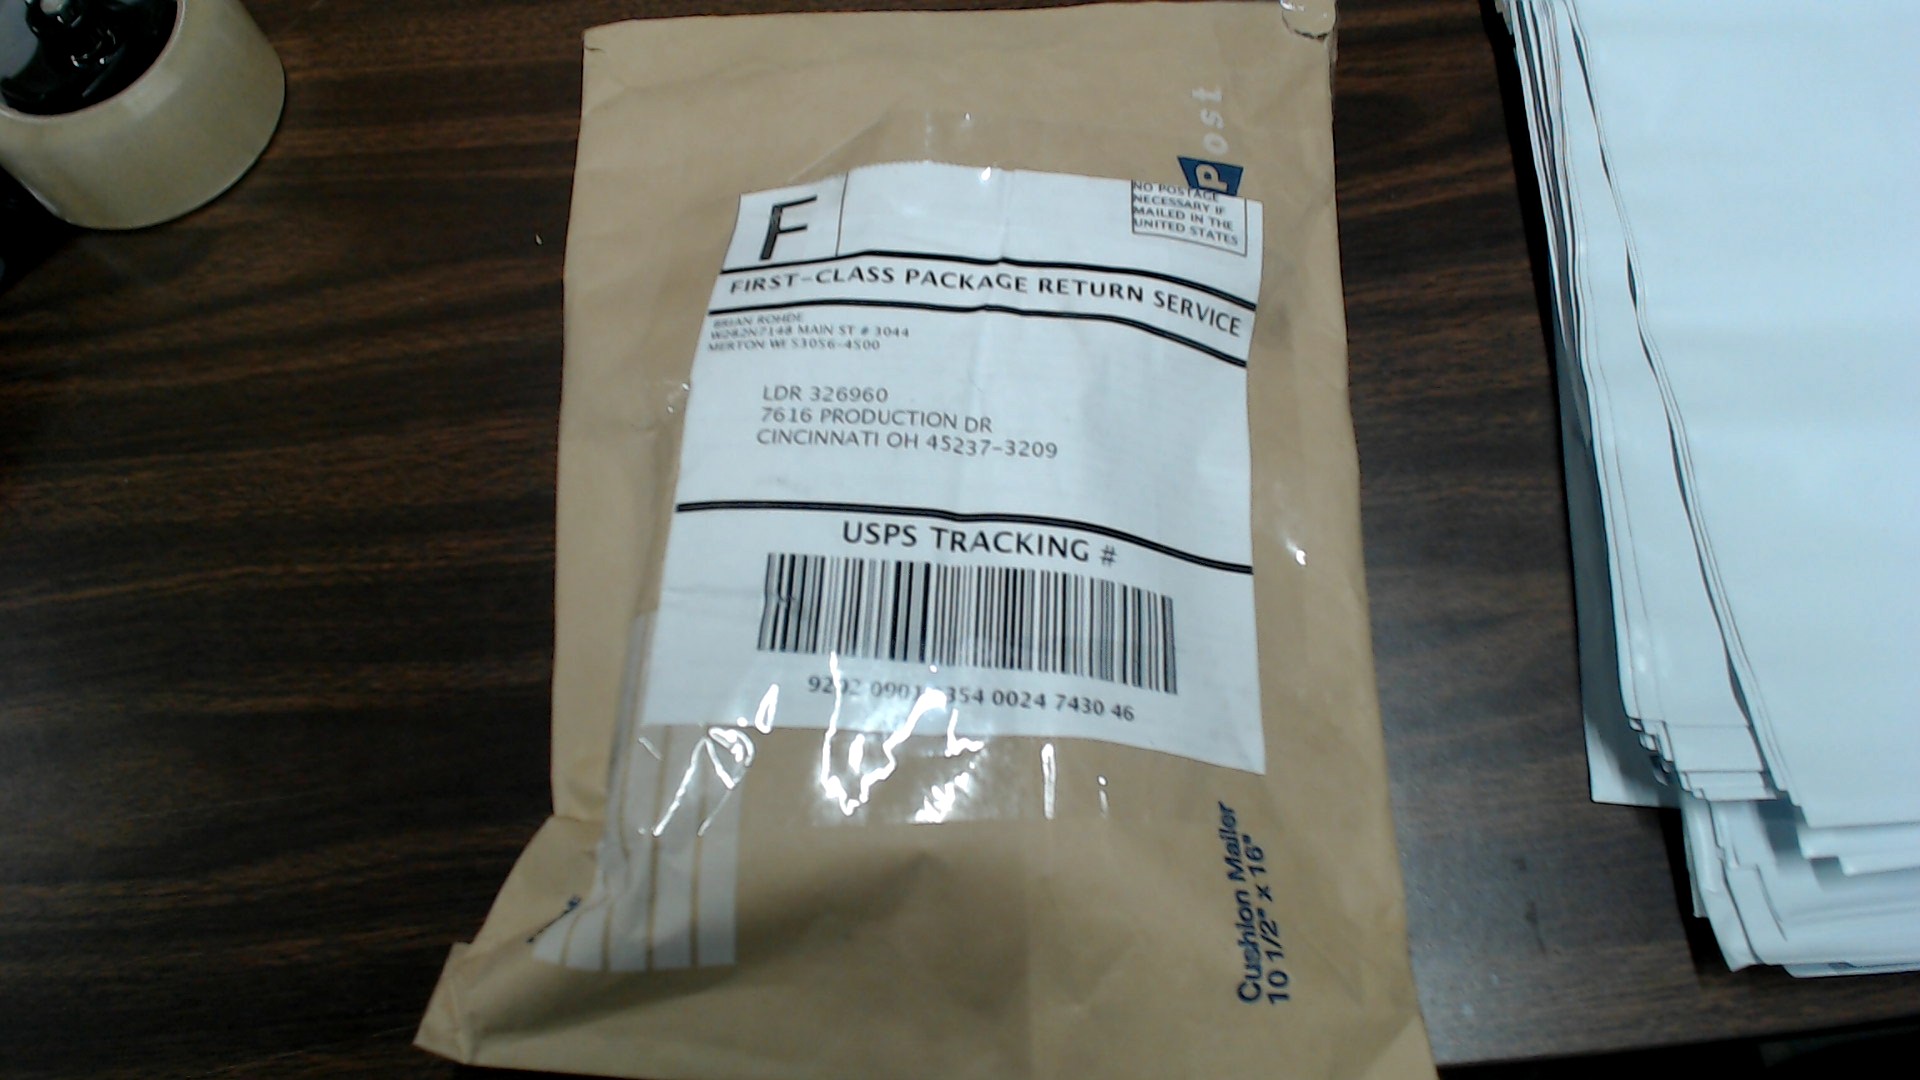 Post
F
NO POSTAGE
NECESSARY IF
MAILED IN THE
UNITED STATES
FIRST-CLASS PACKAGE RETURN SERVICE
BRIAN ROHDE
W282N7148 MAIN ST # 3044
MERTON WI 53056-4500
LDR 326960
7616 PRODUCTION DR
CINCINNATI OH 45237-3209
USPS TRACKING #
0024 7430 46
Cushion Mailer
10 1/2" x 16"